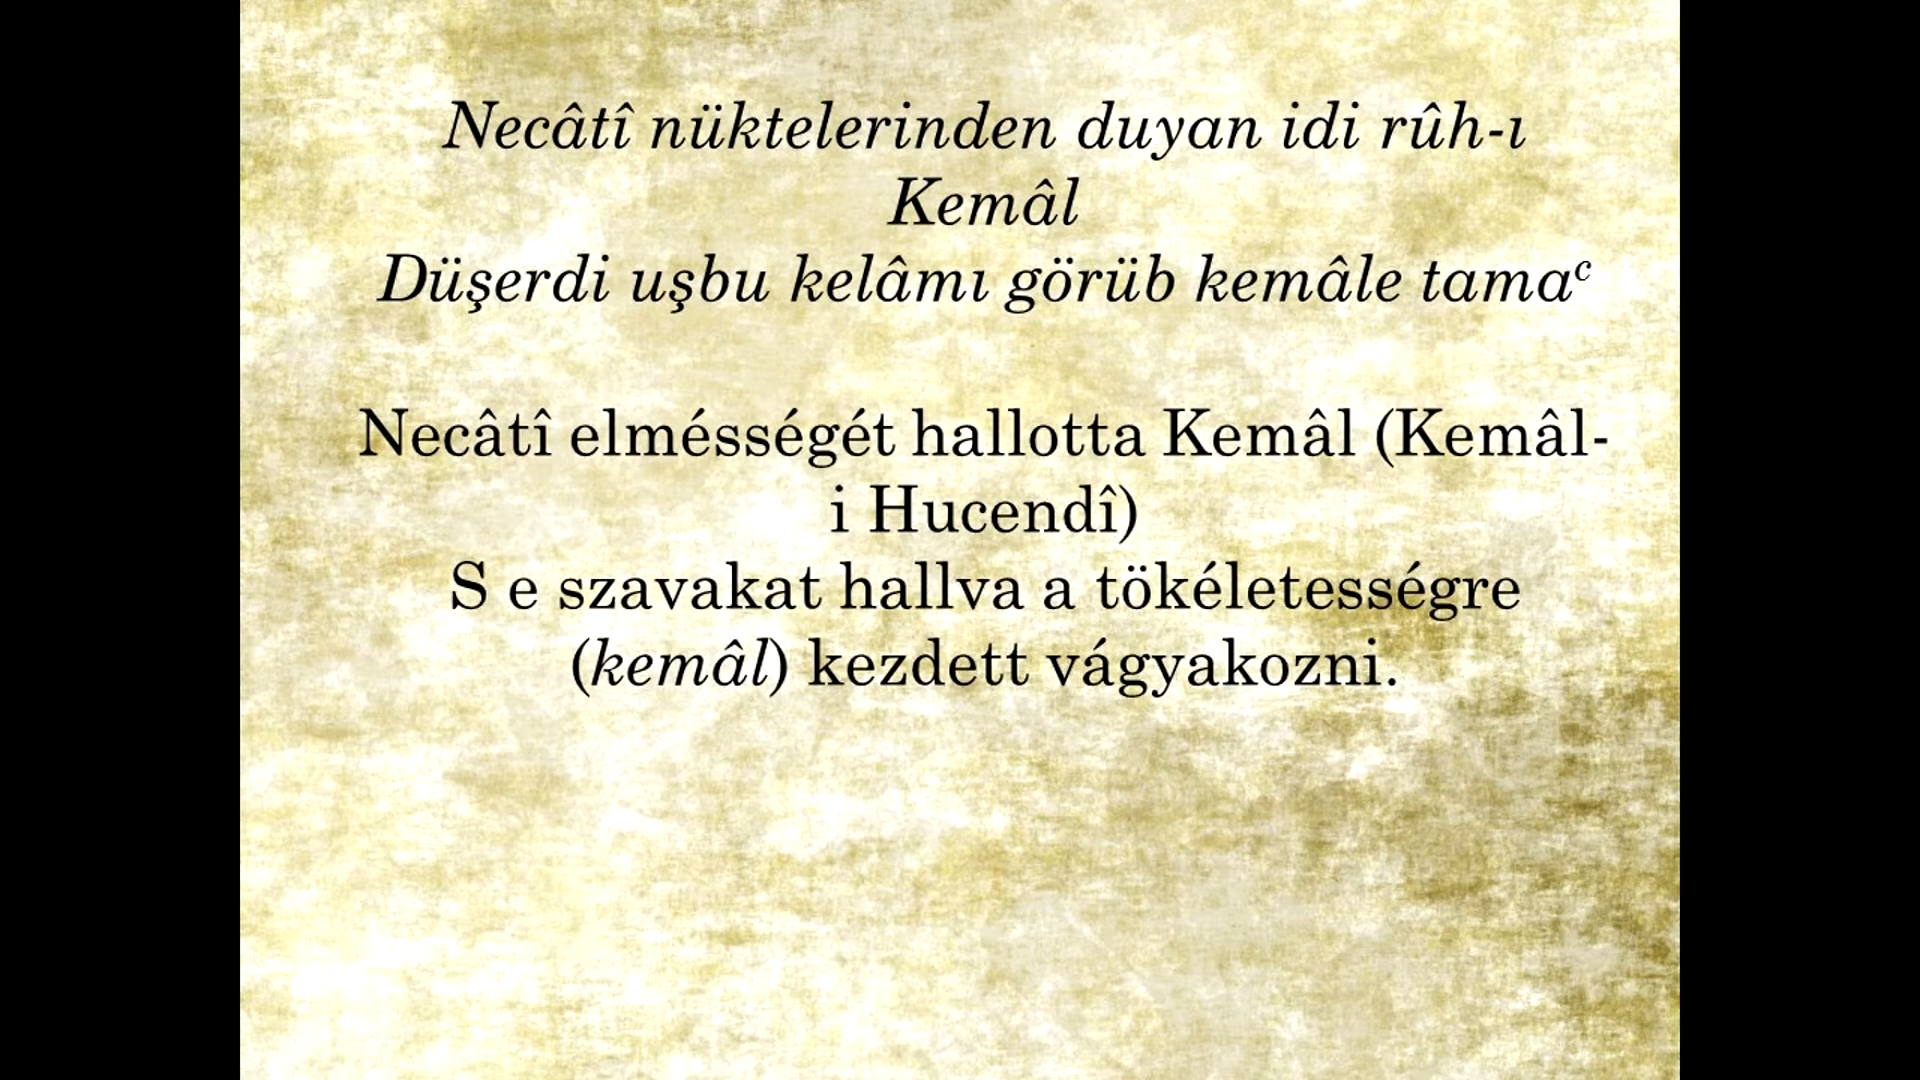 Necâtî nüktelerinden duyan idi rûh-ı
Kemâl
Düşerdi uşbu kelâmı görüb kemâle tamaᶜ
Necâtî elmésségét hallotta Kemâl (Kemâl-
i Hucendî)
S e szavakat hallva a tökéletességre
(kemâl) kezdett vágyakozni.